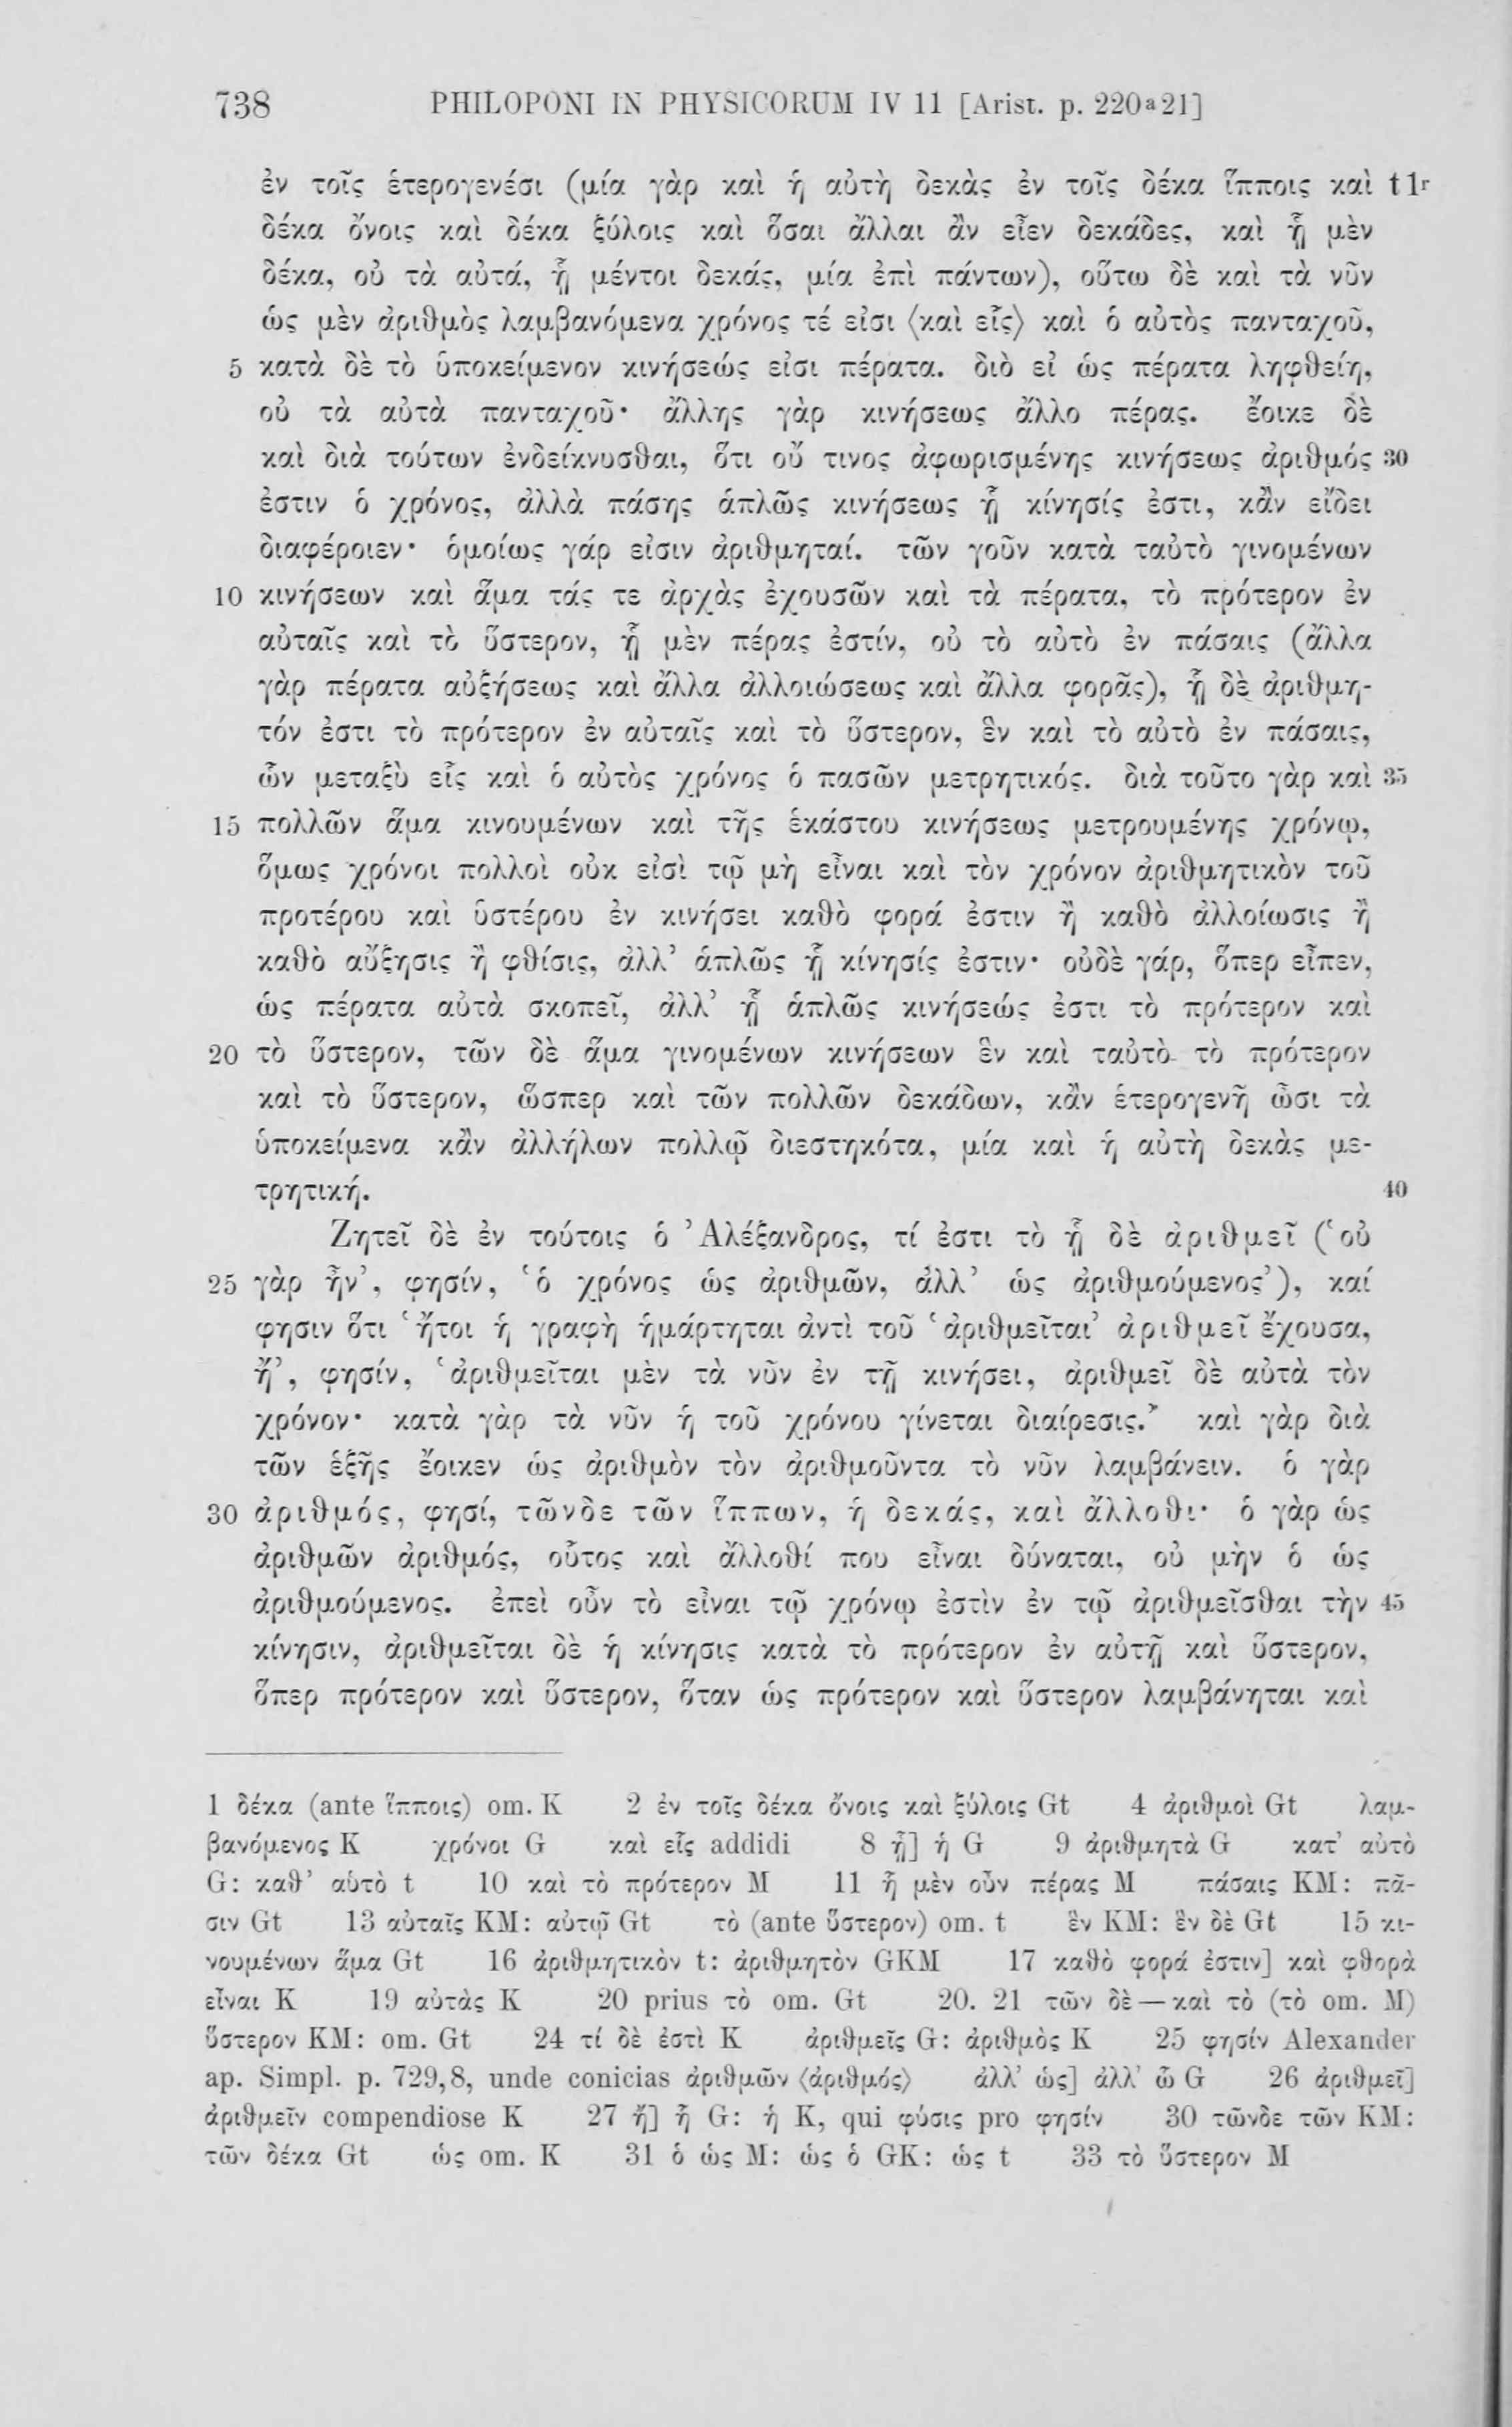 738 PHILOPONI IN PHYSICORUM IV 11 [Arist. p. 220ᵃ21]
ἐν τοῖς ἑτερογενέσι (μία γὰρ καὶ ἡ αὐτὴ δεκὰς ἐν τοῖς δέκα ἵπποις καὶ t 1ʳ
δέκα ὄνοις καὶ δέκα ξύλοις καὶ ὅσαι ἄλλαι ἂν εἶεν δεκάδες, καὶ ᾗ μὲν
δέκα, οὐ τὰ αὐτά, ᾗ μέντοι δεκάς, μία ἐπὶ πάντων), οὕτω δὲ καὶ τὰ νῦν
ὡς μὲν ἀριθμὸς λαμβανόμενα χρόνος τέ εἰσι ⟨καὶ εἷς⟩ καὶ ὁ αὐτὸς πανταχοῦ,
5 κατὰ δὲ τὸ ὑποκείμενον κινήσεώς εἰσι πέρατα. διὸ εἰ ὡς πέρατα ληφθείη,
οὐ τὰ αὐτὰ πανταχοῦ· ἄλλης γὰρ κινήσεως ἄλλο πέρας. ἔοικε δὲ
καὶ διὰ τούτων ἐνδείκνυσθαι, ὅτι οὔ τινος ἀφωρισμένης κινήσεως ἀριθμός 30
ἐστιν ὁ χρόνος, ἀλλὰ πάσης ἁπλῶς κινήσεως ᾗ κίνησίς ἐστι, κἂν εἴδει
διαφέροιεν· ὁμοίως γάρ εἰσιν ἀριθμηταί. τῶν γοῦν κατὰ ταὐτὸ γινομένων
10 κινήσεων καὶ ἅμα τάς τε ἀρχὰς ἐχουσῶν καὶ τὰ πέρατα, τὸ πρότερον ἐν
αὐταῖς καὶ τὸ ὕστερον, ᾗ μὲν πέρας ἐστίν, οὐ τὸ αὐτὸ ἐν πάσαις (ἄλλα
γὰρ πέρατα αὐξήσεως καὶ ἄλλα ἀλλοιώσεως καὶ ἄλλα φορᾶς), ᾗ δὲ ἀριθμη-
τόν ἐστι τὸ πρότερον ἐν αὐταῖς καὶ τὸ ὕστερον, ἓν καὶ τὸ αὐτὸ ἐν πάσαις,
ὧν μεταξὺ εἷς καὶ ὁ αὐτὸς χρόνος ὁ πασῶν μετρητικός. διὰ τοῦτο γὰρ καὶ 35
15 πολλῶν ἅμα κινουμένων καὶ τῆς ἑκάστου κινήσεως μετρουμένης χρόνῳ,
ὅμως χρόνοι πολλοὶ οὐκ εἰσὶ τῷ μὴ εἶναι καὶ τὸν χρόνον ἀριθμητικὸν τοῦ
προτέρου καὶ ὑστέρου ἐν κινήσει καθὸ φορά ἐστιν ἢ καθὸ ἀλλοίωσις ἢ
καθὸ αὔξησις ἢ φθίσις, ἀλλ’ ἁπλῶς ᾗ κίνησίς ἐστιν· οὐδὲ γάρ, ὅπερ εἶπεν,
ὡς πέρατα αὐτὰ σκοπεῖ, ἀλλ’ ᾗ ἁπλῶς κινήσεώς ἐστι τὸ πρότερον καὶ
20 τὸ ὕστερον, τῶν δὲ ἅμα γινομένων κινήσεων ἓν καὶ ταὐτὸ τὸ πρότερον
καὶ τὸ ὕστερον, ὥσπερ καὶ τῶν πολλῶν δεκάδων, κἂν ἑτερογενῆ ὦσι τὰ
ὑποκείμενα κἂν ἀλλήλων πολλῷ διεστηκότα, μία καὶ ἡ αὐτὴ δεκὰς με-
τρητική. 40
Ζητεῖ δὲ ἐν τούτοις ὁ Ἀλέξανδρος, τί ἐστι τὸ ᾗ δὲ ἀριθμεῖ (‘οὐ
25 γὰρ ἦν’, φησίν, ‘ὁ χρόνος ὡς ἀριθμῶν, ἀλλ’ ὡς ἀριθμούμενος’), καί
φησιν ὅτι ‘ἤτοι ἡ γραφὴ ἡμάρτηται ἀντὶ τοῦ ‘ἀριθμεῖται’ ἀριθμεῖ ἔχουσα,
ἤ’, φησίν, ‘ἀριθμεῖται μὲν τὰ νῦν ἐν τῇ κινήσει, ἀριθμεῖ δὲ αὐτὰ τὸν
χρόνον· κατὰ γὰρ τὰ νῦν ἡ τοῦ χρόνου γίνεται διαίρεσις.’ καὶ γὰρ διὰ
τῶν ἑξῆς ἔοικεν ὡς ἀριθμὸν τὸν ἀριθμοῦντα τὸ νῦν λαμβάνειν. ὁ γὰρ
30 ἀριθμός, φησί, τῶνδε τῶν ἵππων, ἡ δεκάς, καὶ ἄλλοθι· ὁ γὰρ ὡς
ἀριθμῶν ἀριθμός, οὗτος καὶ ἄλλοθί που εἶναι δύναται, οὐ μὴν ὁ ὡς
ἀριθμούμενος. ἐπεὶ οὖν τὸ εἶναι τῷ χρόνῳ ἐστὶν ἐν τῷ ἀριθμεῖσθαι τὴν 45
κίνησιν, ἀριθμεῖται δὲ ἡ κίνησις κατὰ τὸ πρότερον ἐν αὐτῇ καὶ ὕστερον,
ὅπερ πρότερον καὶ ὕστερον, ὅταν ὡς πρότερον καὶ ὕστερον λαμβάνηται καὶ
1 δέκα (ante ἵπποις) om. K 2 ἐν τοῖς δέκα ὄνοις καὶ ξύλοις Gt 4 ἀριθμοὶ Gt λαμ-
βανόμενος K χρόνοι G καὶ εἷς addidi 8 ᾗ] ἡ G 9 ἀριθμητὰ G κατ’ αὐτὸ
G: καθ’ αὑτὸ t 10 καὶ τὸ πρότερον M 11 ᾗ μὲν οὖν πέρας M πάσαις KM: πᾶ-
σιν Gt 13 αὐταῖς KM: αὐτῷ Gt τὸ (ante ὕστερον) om. t ἓν KM: ἓν δὲ Gt 15 κι-
νουμένων ἅμα Gt 16 ἀριθμητικὸν t: ἀριθμητὸν GKM 17 καθὸ φορά ἐστιν] καὶ φθορὰ
εἶναι K 19 αὐτὰς K 20 prius τὸ om. Gt 20. 21 τῶν δὲ — καὶ τὸ (τὸ om. M)
ὕστερον KM: om. Gt 24 τί δὲ ἐστὶ K ἀριθμεῖς G: ἀριθμὸς K 25 φησίν Alexander
ap. Simpl. p. 729,8, unde conicias ἀριθμῶν ⟨ἀριθμός⟩ ἀλλ’ ὡς] ἀλλ’ ὧ G 26 ἀριθμεῖ]
ἀριθμεῖν compendiose K 27 ἤ] ἢ G: ἡ K, qui φύσις pro φησίν 30 τῶνδε τῶν KM:
τῶν δέκα Gt ὡς om. K 31 ὁ ὡς M: ὡς ὁ GK: ὡς t 33 τὸ ὕστερον M